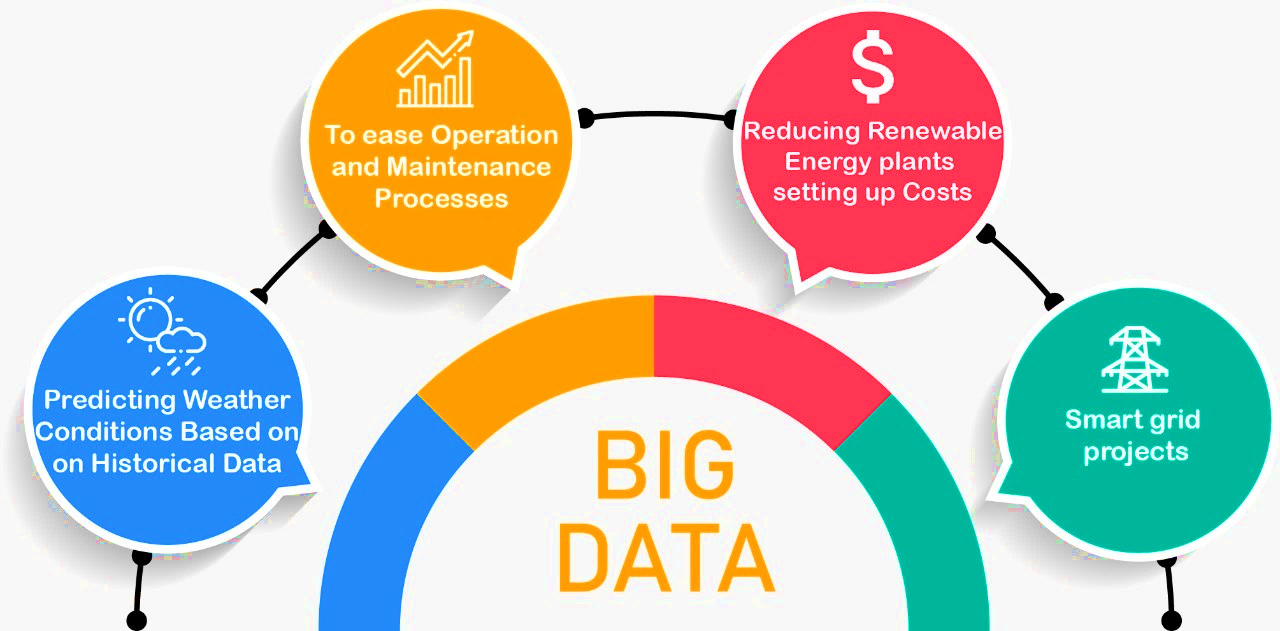 Predicting Weather
Conditions Based on
on Historical Data
To ease Operation
and Maintenance
Processes
$
Reducing Renewable
Energy plants
setting up Costs
Smart grid
projects
BIG
DATA